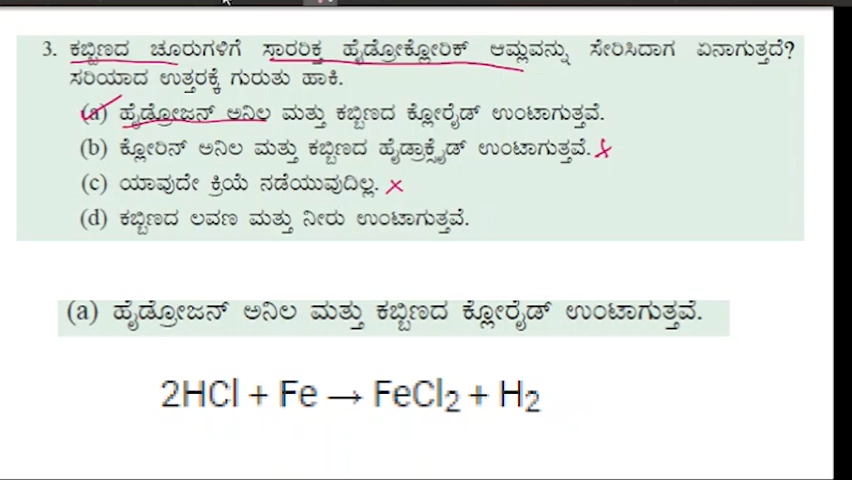 3. ಕಬ್ಬಿಣದ ಚೂರುಗಳಿಗೆ ಸಾರರಿಕ್ತ ಹೈಡ್ರೋಕ್ಲೋರಿಕ್ ಆಮ್ಲವನ್ನು ಸೇರಿಸಿದಾಗ ಏನಾಗುತ್ತದೆ?
ಸರಿಯಾದ ಉತ್ತರಕ್ಕೆ ಗುರುತು ಹಾಕಿ.
(a) ಹೈಡ್ರೋಜನ್ ಅನಿಲ ಮತ್ತು ಕಬ್ಬಿಣದ ಕ್ಲೋರೈಡ್ ಉಂಟಾಗುತ್ತವೆ.
(b) ಕ್ಲೋರಿನ್ ಅನಿಲ ಮತ್ತು ಕಬ್ಬಿಣದ ಹೈಡ್ರಾಕ್ಸೈಡ್ ಉಂಟಾಗುತ್ತವೆ.
(c) ಯಾವುದೇ ಕ್ರಿಯೆ ನಡೆಯುವುದಿಲ್ಲ.
(d) ಕಬ್ಬಿಣದ ಲವಣ ಮತ್ತು ನೀರು ಉಂಟಾಗುತ್ತವೆ.
(a) ಹೈಡ್ರೋಜನ್ ಅನಿಲ ಮತ್ತು ಕಬ್ಬಿಣದ ಕ್ಲೋರೈಡ್ ಉಂಟಾಗುತ್ತವೆ.
2HCl + Fe → FeCl₂ + H₂